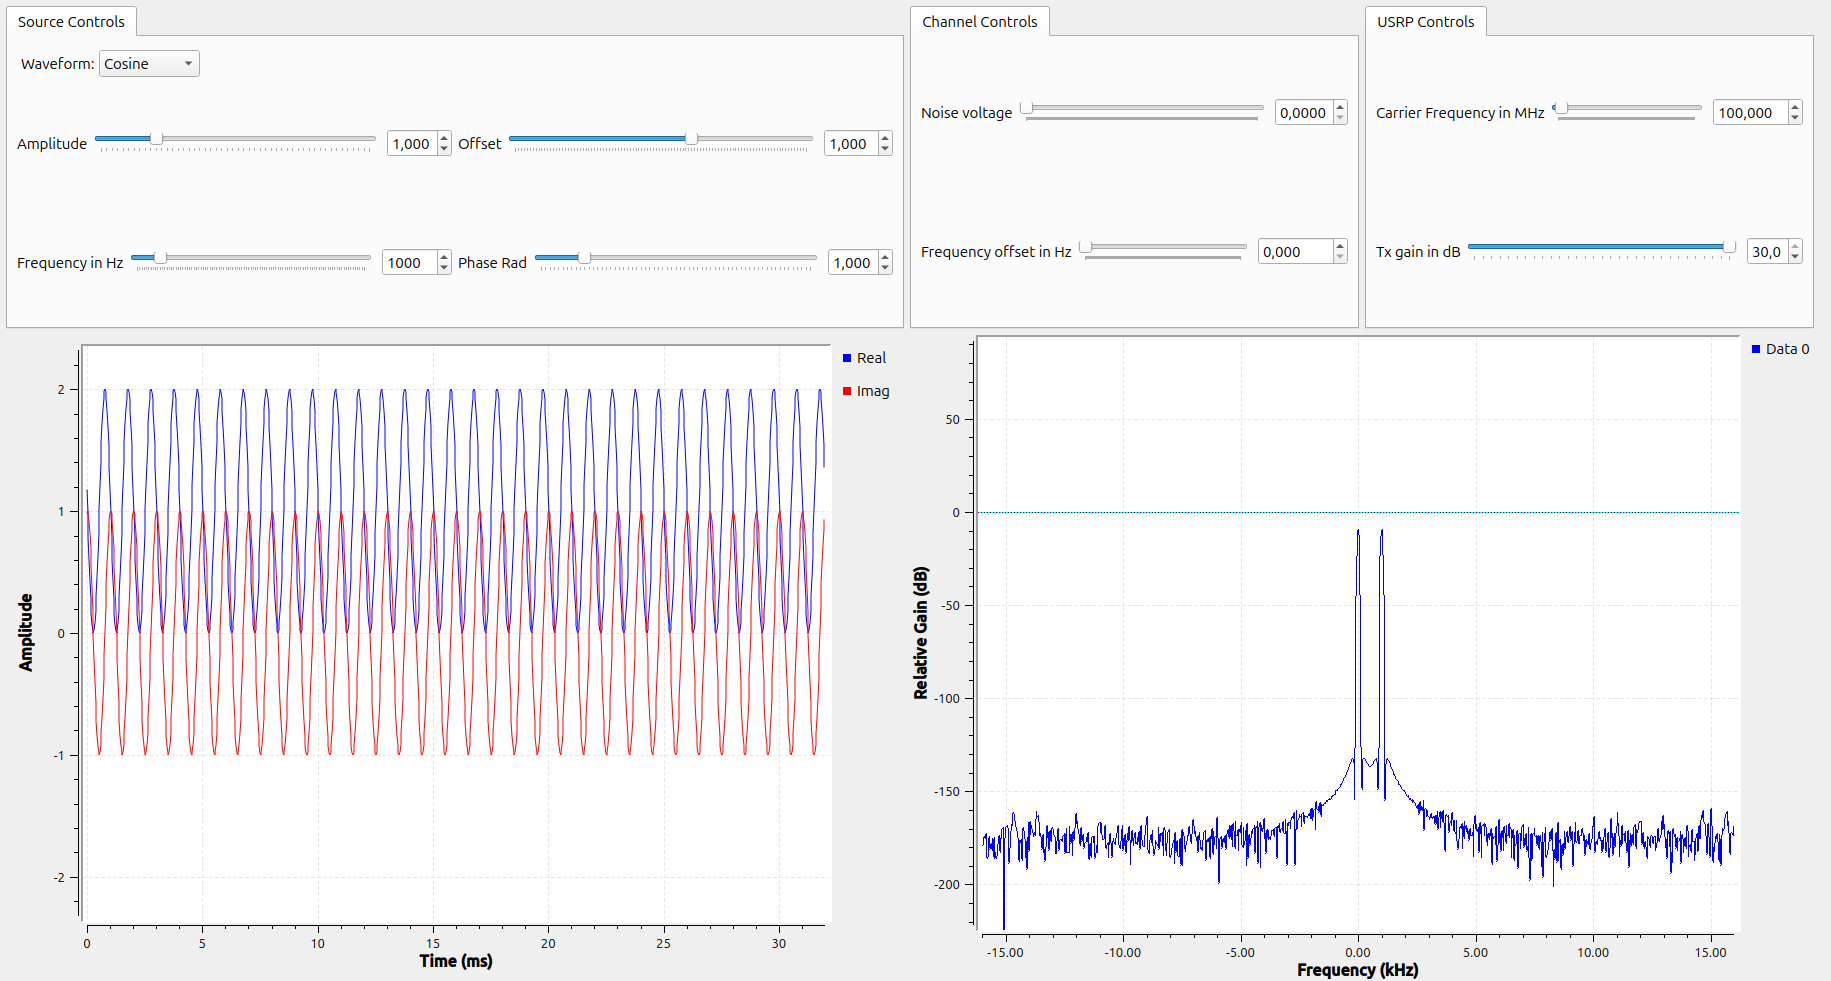 Source Controls
Waveform: Cosine
Amplitude 1,000 Offset 1,000
Frequency in Hz 1000 Phase Rad 1,000
Channel Controls
Noise voltage 0,0000
Frequency offset in Hz 0,000
USRP Controls
Carrier Frequency in MHz 100,000
Tx gain in dB 30,0
Amplitude
2
1
0
-1
-2
0 5 10 15 20 25 30
Time (ms)
Real
Imag
Relative Gain (dB)
50
0
-50
-100
-150
-200
-15.00 -10.00 -5.00 0.00 5.00 10.00 15.00
Frequency (kHz)
Data 0